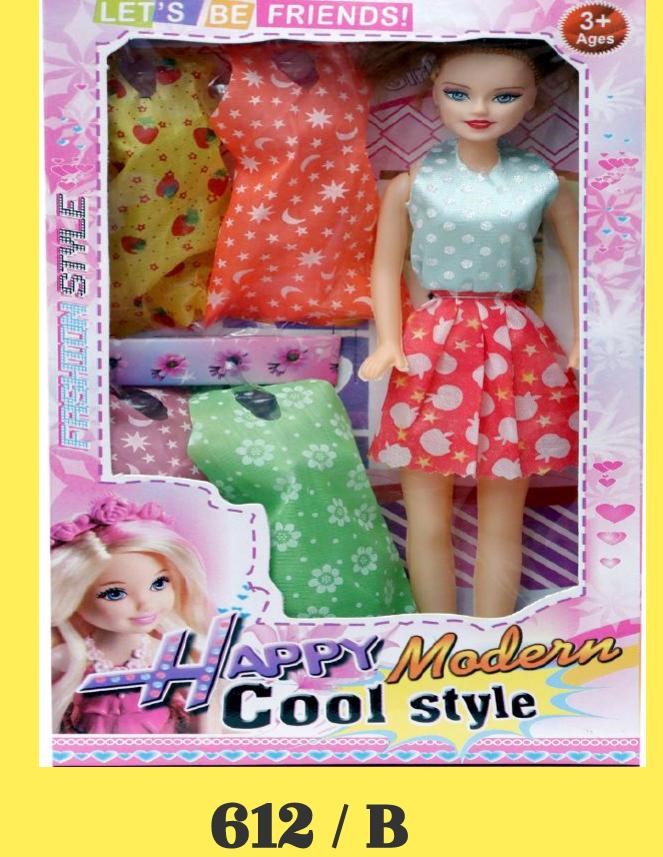 LET'S BE FRIENDS!
3+
Ages
FASHION STYLE
HAPPY Modern
Cool style
612 / B